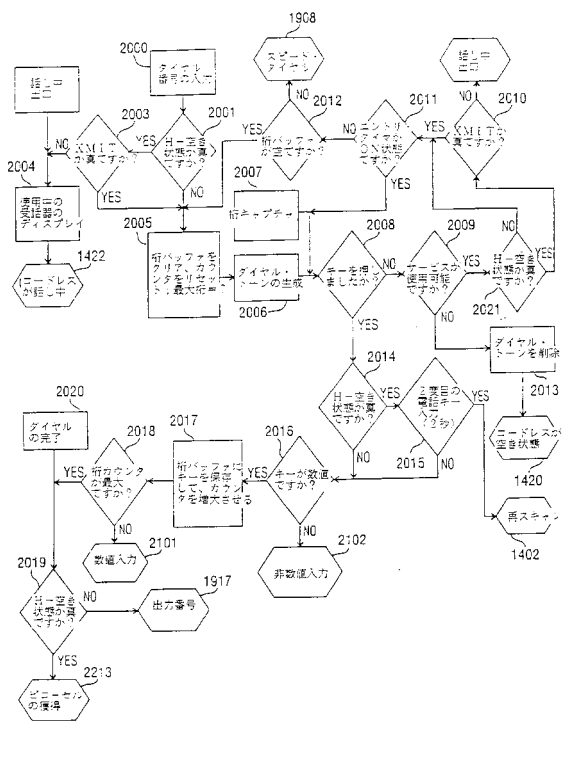 1908
スピード・
ダイヤル
話し中
出口
2000
ダイヤル
番号の入力
話し中
出口
NO
NO
2003
2001
2012
2011
2010
XMIT
が真ですか?
YES
H-空き
状態が真
ですか?
YES
桁バッファ
が空ですか?
NO
エントリ
タイマが
ON状態
ですか?
YES
XMITが
真ですか?
NO
YES
NO
YES
2004
使用中の
受話器の
ディスプレイ
2005
桁バッファを
クリア、カウン
タをリセット
2007
桁キャプチャ
2008
キーを押し
ましたか?
NO
2009
サービスが
使用可能
ですか?
YES
NO
H-空き
状態が真
ですか?
YES
2021
1422
コードレス
が話し中
ダイヤル・
トーンの生成
2006
YES
NO
ダイヤル・
トーンを削除
2013
2014
H-空き
状態が真
ですか?
YES
2度目の
電話キー
入力
(2秒)
YES
2015
NO
NO
コードレスが
空き状態
1420
2020
ダイヤル
の完了
2018
YES
桁カウンタ
が最大
ですか?
2017
桁バッファに
キーを保存
して、カウン
タを増大させる
2016
YES
キーが数値
ですか?
再スキャン
1402
NO
NO
2101
数値入力
2102
非数値入力
2019
H-空き
状態が真
ですか?
NO
1917
出力番号
YES
2213
ピコーセル
の獲得